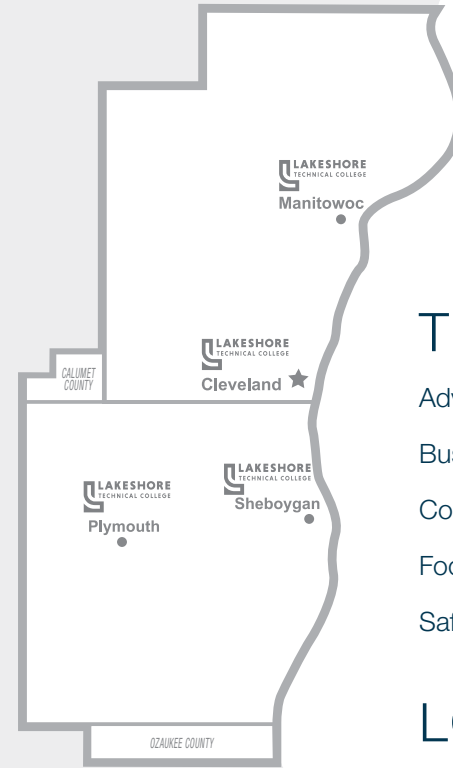 LAKESHORE
TECHNICAL COLLEGE
Manitowoc
LAKESHORE
TECHNICAL COLLEGE
Cleveland
CALUMET
COUNTY
LAKESHORE
TECHNICAL COLLEGE
Plymouth
LAKESHORE
TECHNICAL COLLEGE
Sheboygan
OZAUKEE COUNTY